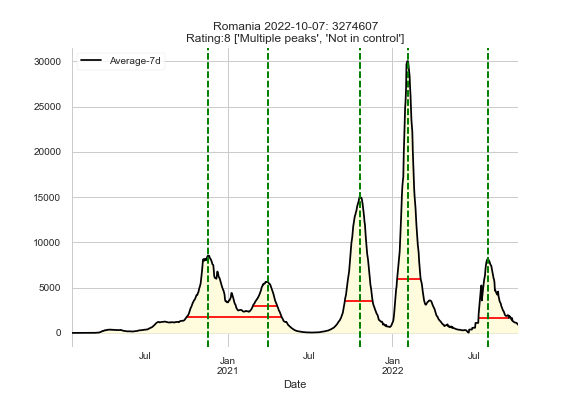 Romania 2022-10-07: 3274607
Rating:8 ['Multiple peaks', 'Not in control']
Average-7d
30000
25000
20000
15000
10000
5000
0
Jul
Jan
2021
Jul
Jan
2022
Jul
Date